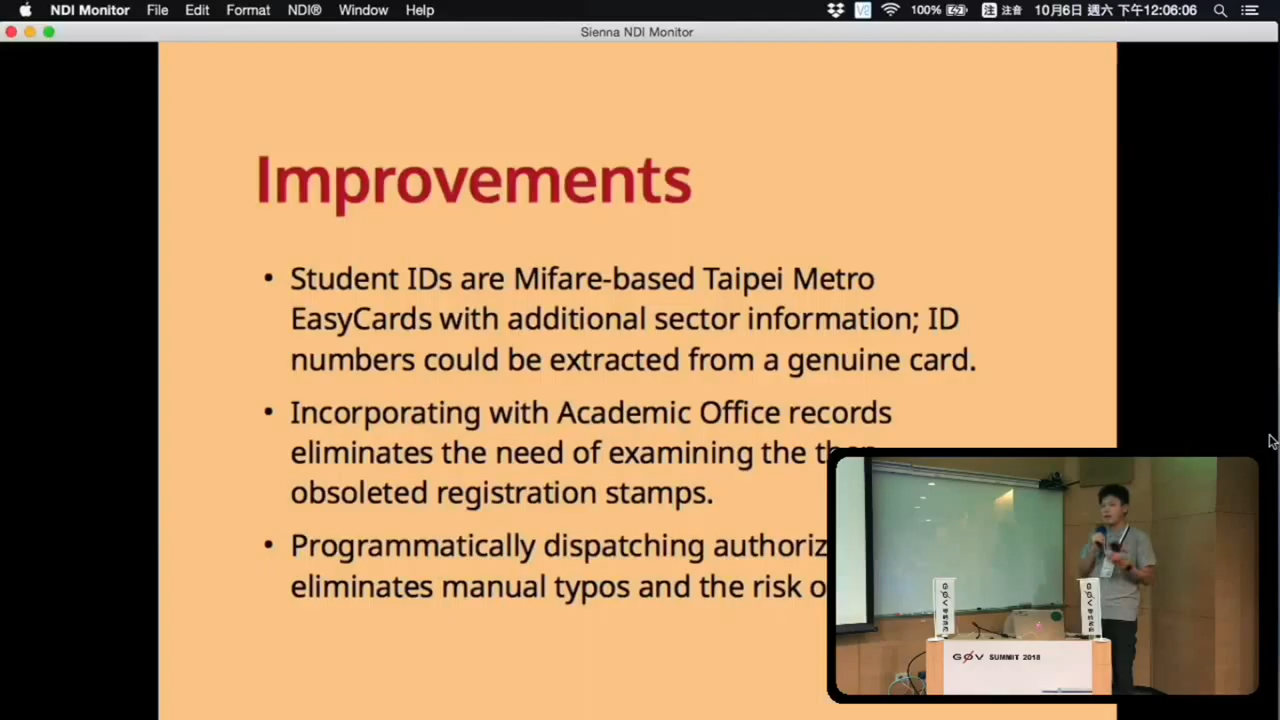 NDI Monitor File Edit Format NDI® Window Help 100% 注 注音 10月6日 週六 下午12:06:06
Sienna NDI Monitor
Improvements
• Student IDs are Mifare-based Taipei Metro
EasyCards with additional sector information; ID
numbers could be extracted from a genuine card.
• Incorporating with Academic Office records
eliminates the need of examining the
obsoleted registration stamps.
• Programmatically dispatching
eliminates manual typos and the risk
G0V SUMMIT 2018